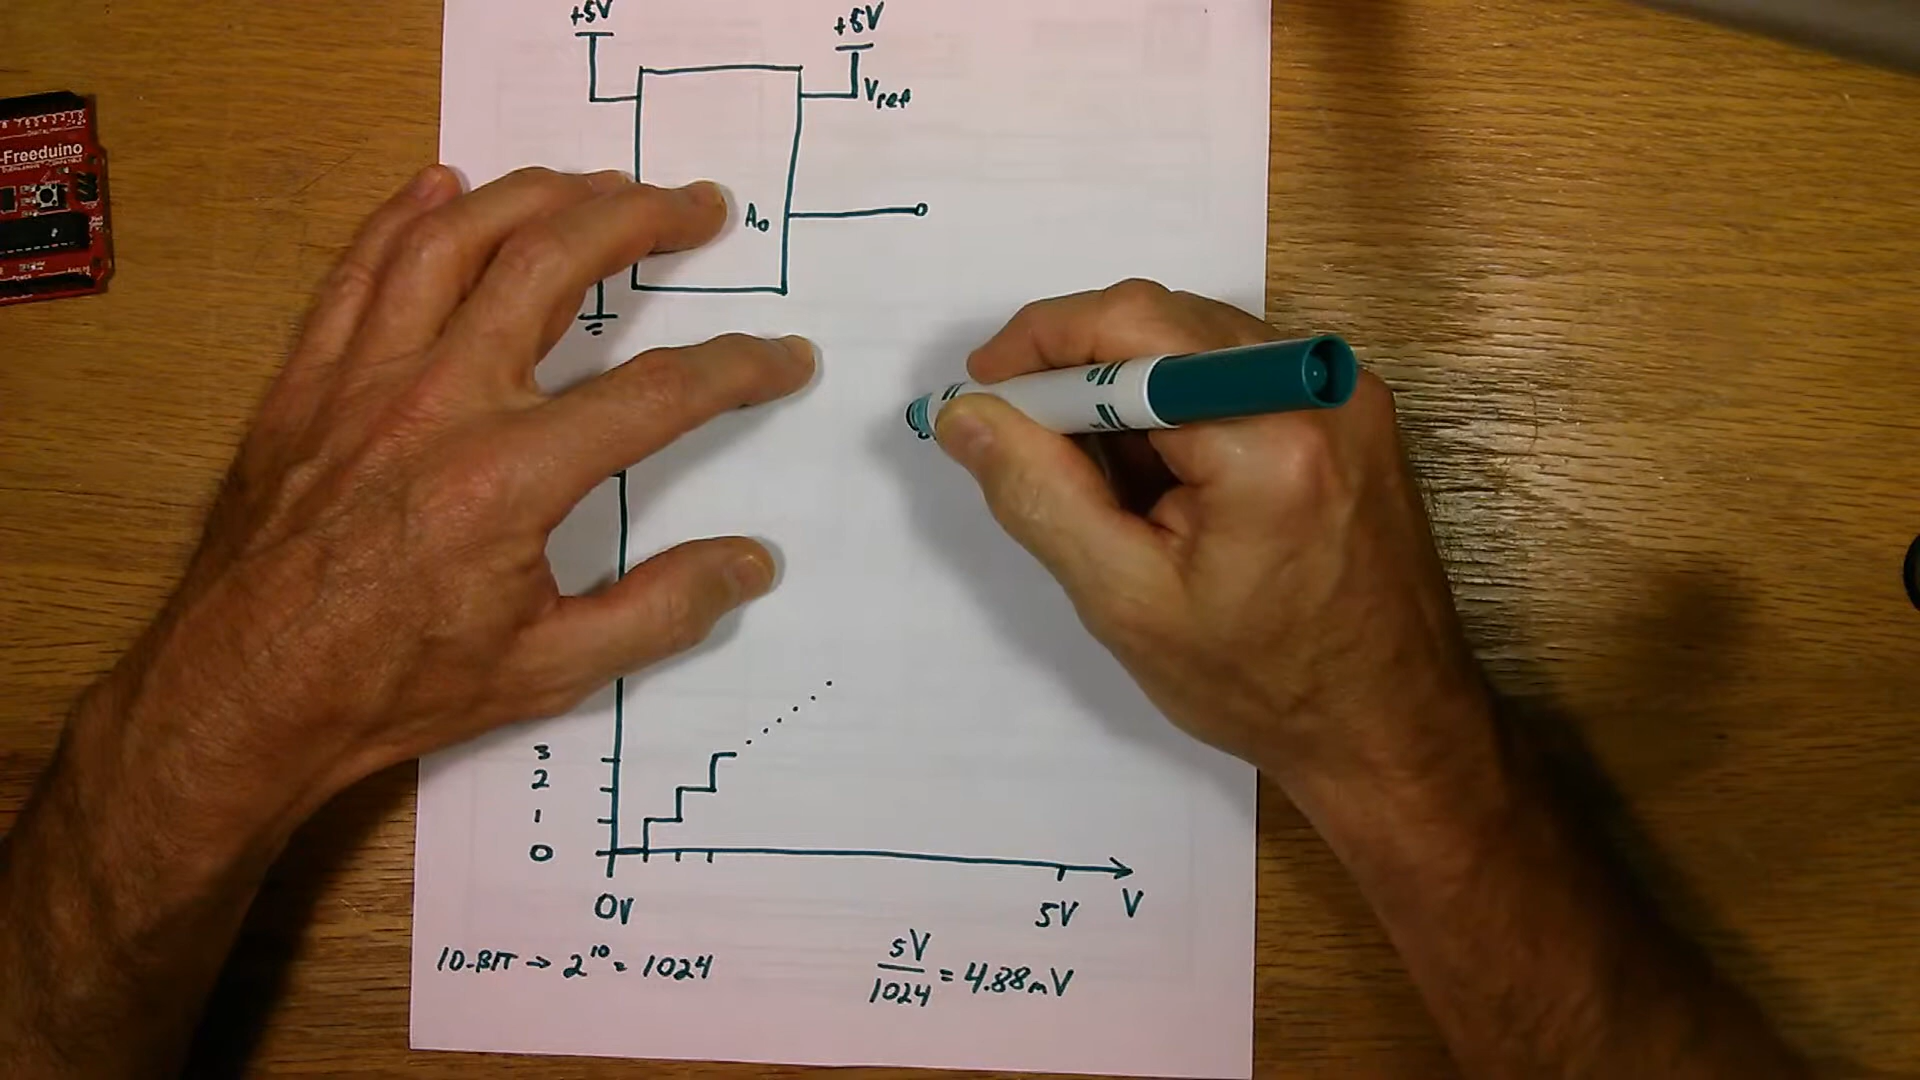 +5V
+5V
Vref
-Freeduino
A0
3
2
1
0
0V
5V
V
10-BIT → 2^10 = 1024
5V
1024
= 4.88mV